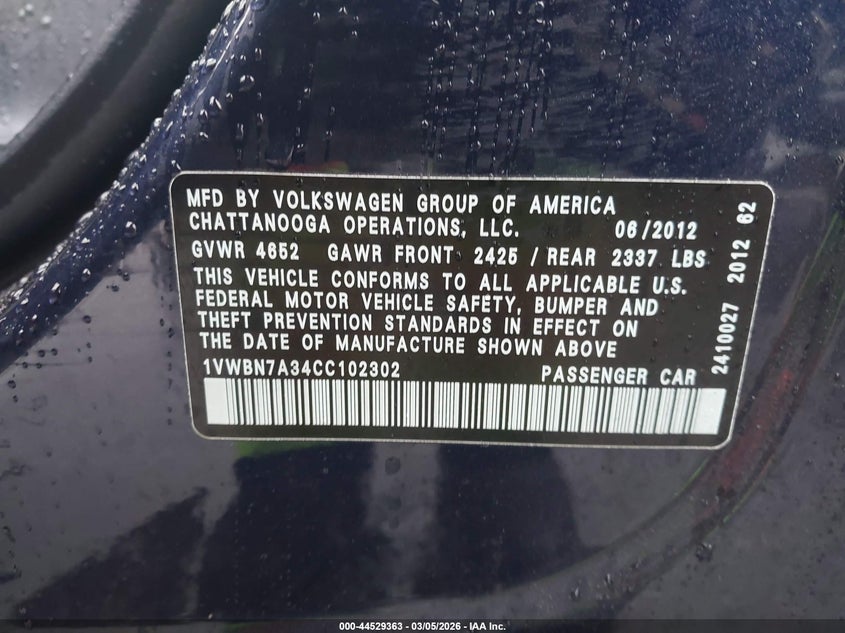 MFD BY VOLKSWAGEN GROUP OF AMERICA
CHATTANOOGA OPERATIONS, LLC. 06/2012
GVWR 4652 GAWR FRONT 2425 / REAR 2337 LBS
THIS VEHICLE CONFORMS TO ALL APPLICABLE U.S.
FEDERAL MOTOR VEHICLE SAFETY, BUMPER AND
THEFT PREVENTION STANDARDS IN EFFECT ON
THE DATE OF MANUFACTURE SHOWN ABOVE
1VWBN7A34CC102302 PASSENGER CAR
2410027 2012 62
000-44529363 - 03/05/2026 - IAA Inc.